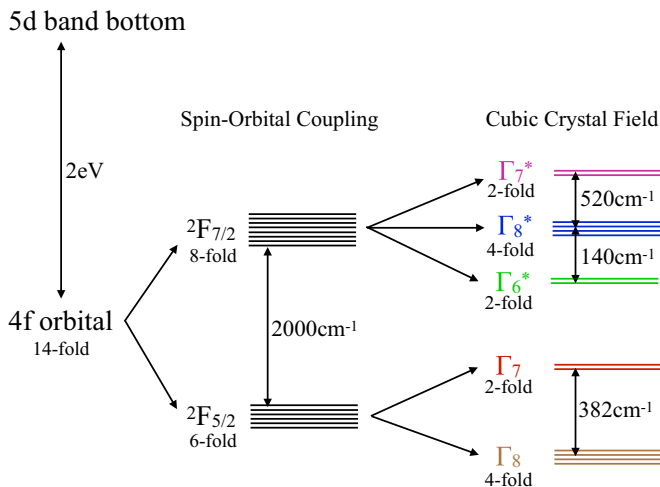 5d band bottom
Spin-Orbital Coupling
Cubic Crystal Field
2eV
Γ₇*
2-fold
520cm⁻¹
²F₇/₂
8-fold
Γ₈*
4-fold
140cm⁻¹
Γ₆*
2-fold
4f orbital
14-fold
2000cm⁻¹
Γ₇
2-fold
382cm⁻¹
²F₅/₂
6-fold
Γ₈
4-fold